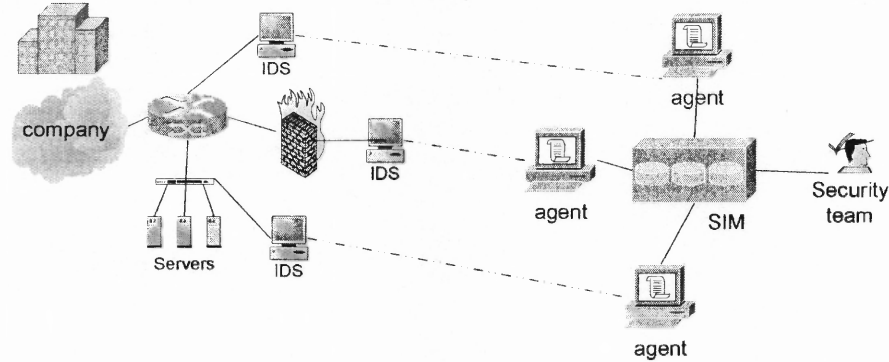 IDS
agent
company
IDS
agent
SIM
Security
team
Servers
IDS
agent